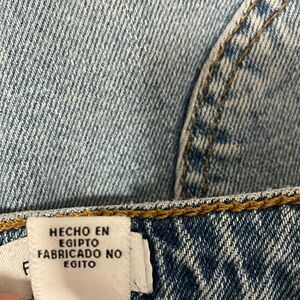 HECHO EN
EGIPTO
FABRICADO NO
EGITO